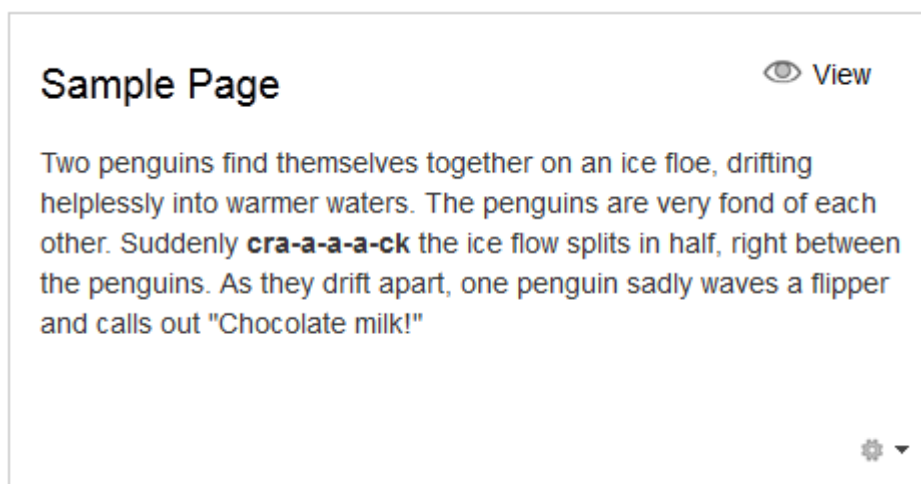 Sample Page
View
Two penguins find themselves together on an ice floe, drifting
helplessly into warmer waters. The penguins are very fond of each
other. Suddenly cra-a-a-a-ck the ice flow splits in half, right between
the penguins. As they drift apart, one penguin sadly waves a flipper
and calls out "Chocolate milk!"